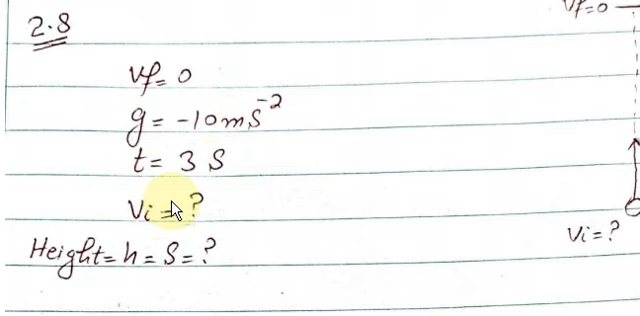 2.8
Vf=0
Vf=0
g=-10mS⁻²
t= 3 S
Vi=?
Vi=?
Height=h=S=?